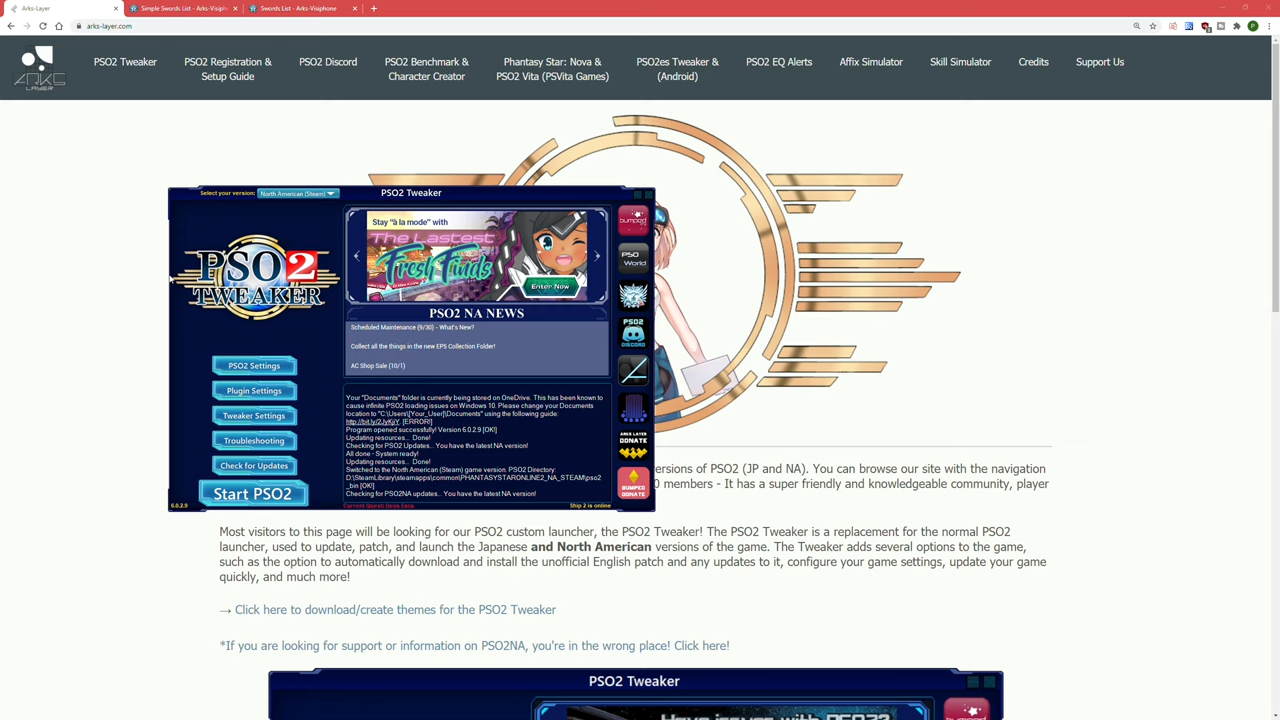 Arks-Layer
Simple Swords List - Arks-Visiph
Swords List - Arks-Visiphone
arks-layer.com
ARKS
LAYER
PSO2 Tweaker
PSO2 Registration &
Setup Guide
PSO2 Discord
PSO2 Benchmark &
Character Creator
Phantasy Star: Nova &
PSO2 Vita (PSVita Games)
PSO2es Tweaker &
(Android)
PSO2 EQ Alerts
Affix Simulator
Skill Simulator
Credits
Support Us
Select your version:
North American (Steam)
PSO2 Tweaker
PSO2
TWEAKER
Stay "à la mode" with
The Lastest
Fresh Finds
Enter Now
PSO2 NA NEWS
Scheduled Maintenance (9/30) - What's New?
Collect all the things in the new EP5 Collection Folder!
AC Shop Sale (10/1)
PSO2 Settings
Plugin Settings
Tweaker Settings
Troubleshooting
Check for Updates
Start PSO2
6.0.2.9
Your "Documents" folder is currently being stored on OneDrive. This has been known to
cause infinite PSO2 loading issues on Windows 10. Please change your Documents
location to "C:\Users\[Your_User]\Documents" using the following guide:
http://bit.ly/2JyKjjY. [ERROR!]
Program opened successfully! Version 6.0.2.9 [OK!]
Updating resources... Done!
Checking for PSO2 Updates... You have the latest NA version!
All done - System ready!
Updating resources... Done!
Switched to the North American (Steam) game version. PSO2 Directory:
D:\SteamLibrary\steamapps\common\PHANTASYSTARONLINE2_NA_STEAM\pso2
_bin [OK]
Checking for PSO2NA updates... You have the latest NA version!
Ship 2 is online
bumped
PSO
World
PSO2
DISCORD
ARKS LAYER
DONATE
BUMPED
DONATE
versions of PSO2 (JP and NA). You can browse our site with the navigation
0 members - It has a super friendly and knowledgeable community, player
Most visitors to this page will be looking for our PSO2 custom launcher, the PSO2 Tweaker! The PSO2 Tweaker is a replacement for the normal PSO2
launcher, used to update, patch, and launch the Japanese and North American versions of the game. The Tweaker adds several options to the game,
such as the option to automatically download and install the unofficial English patch and any updates to it, configure your game settings, update your game
quickly, and much more!
→ Click here to download/create themes for the PSO2 Tweaker
*If you are looking for support or information on PSO2NA, you're in the wrong place! Click here!
PSO2 Tweaker
Have issues with PSO2?